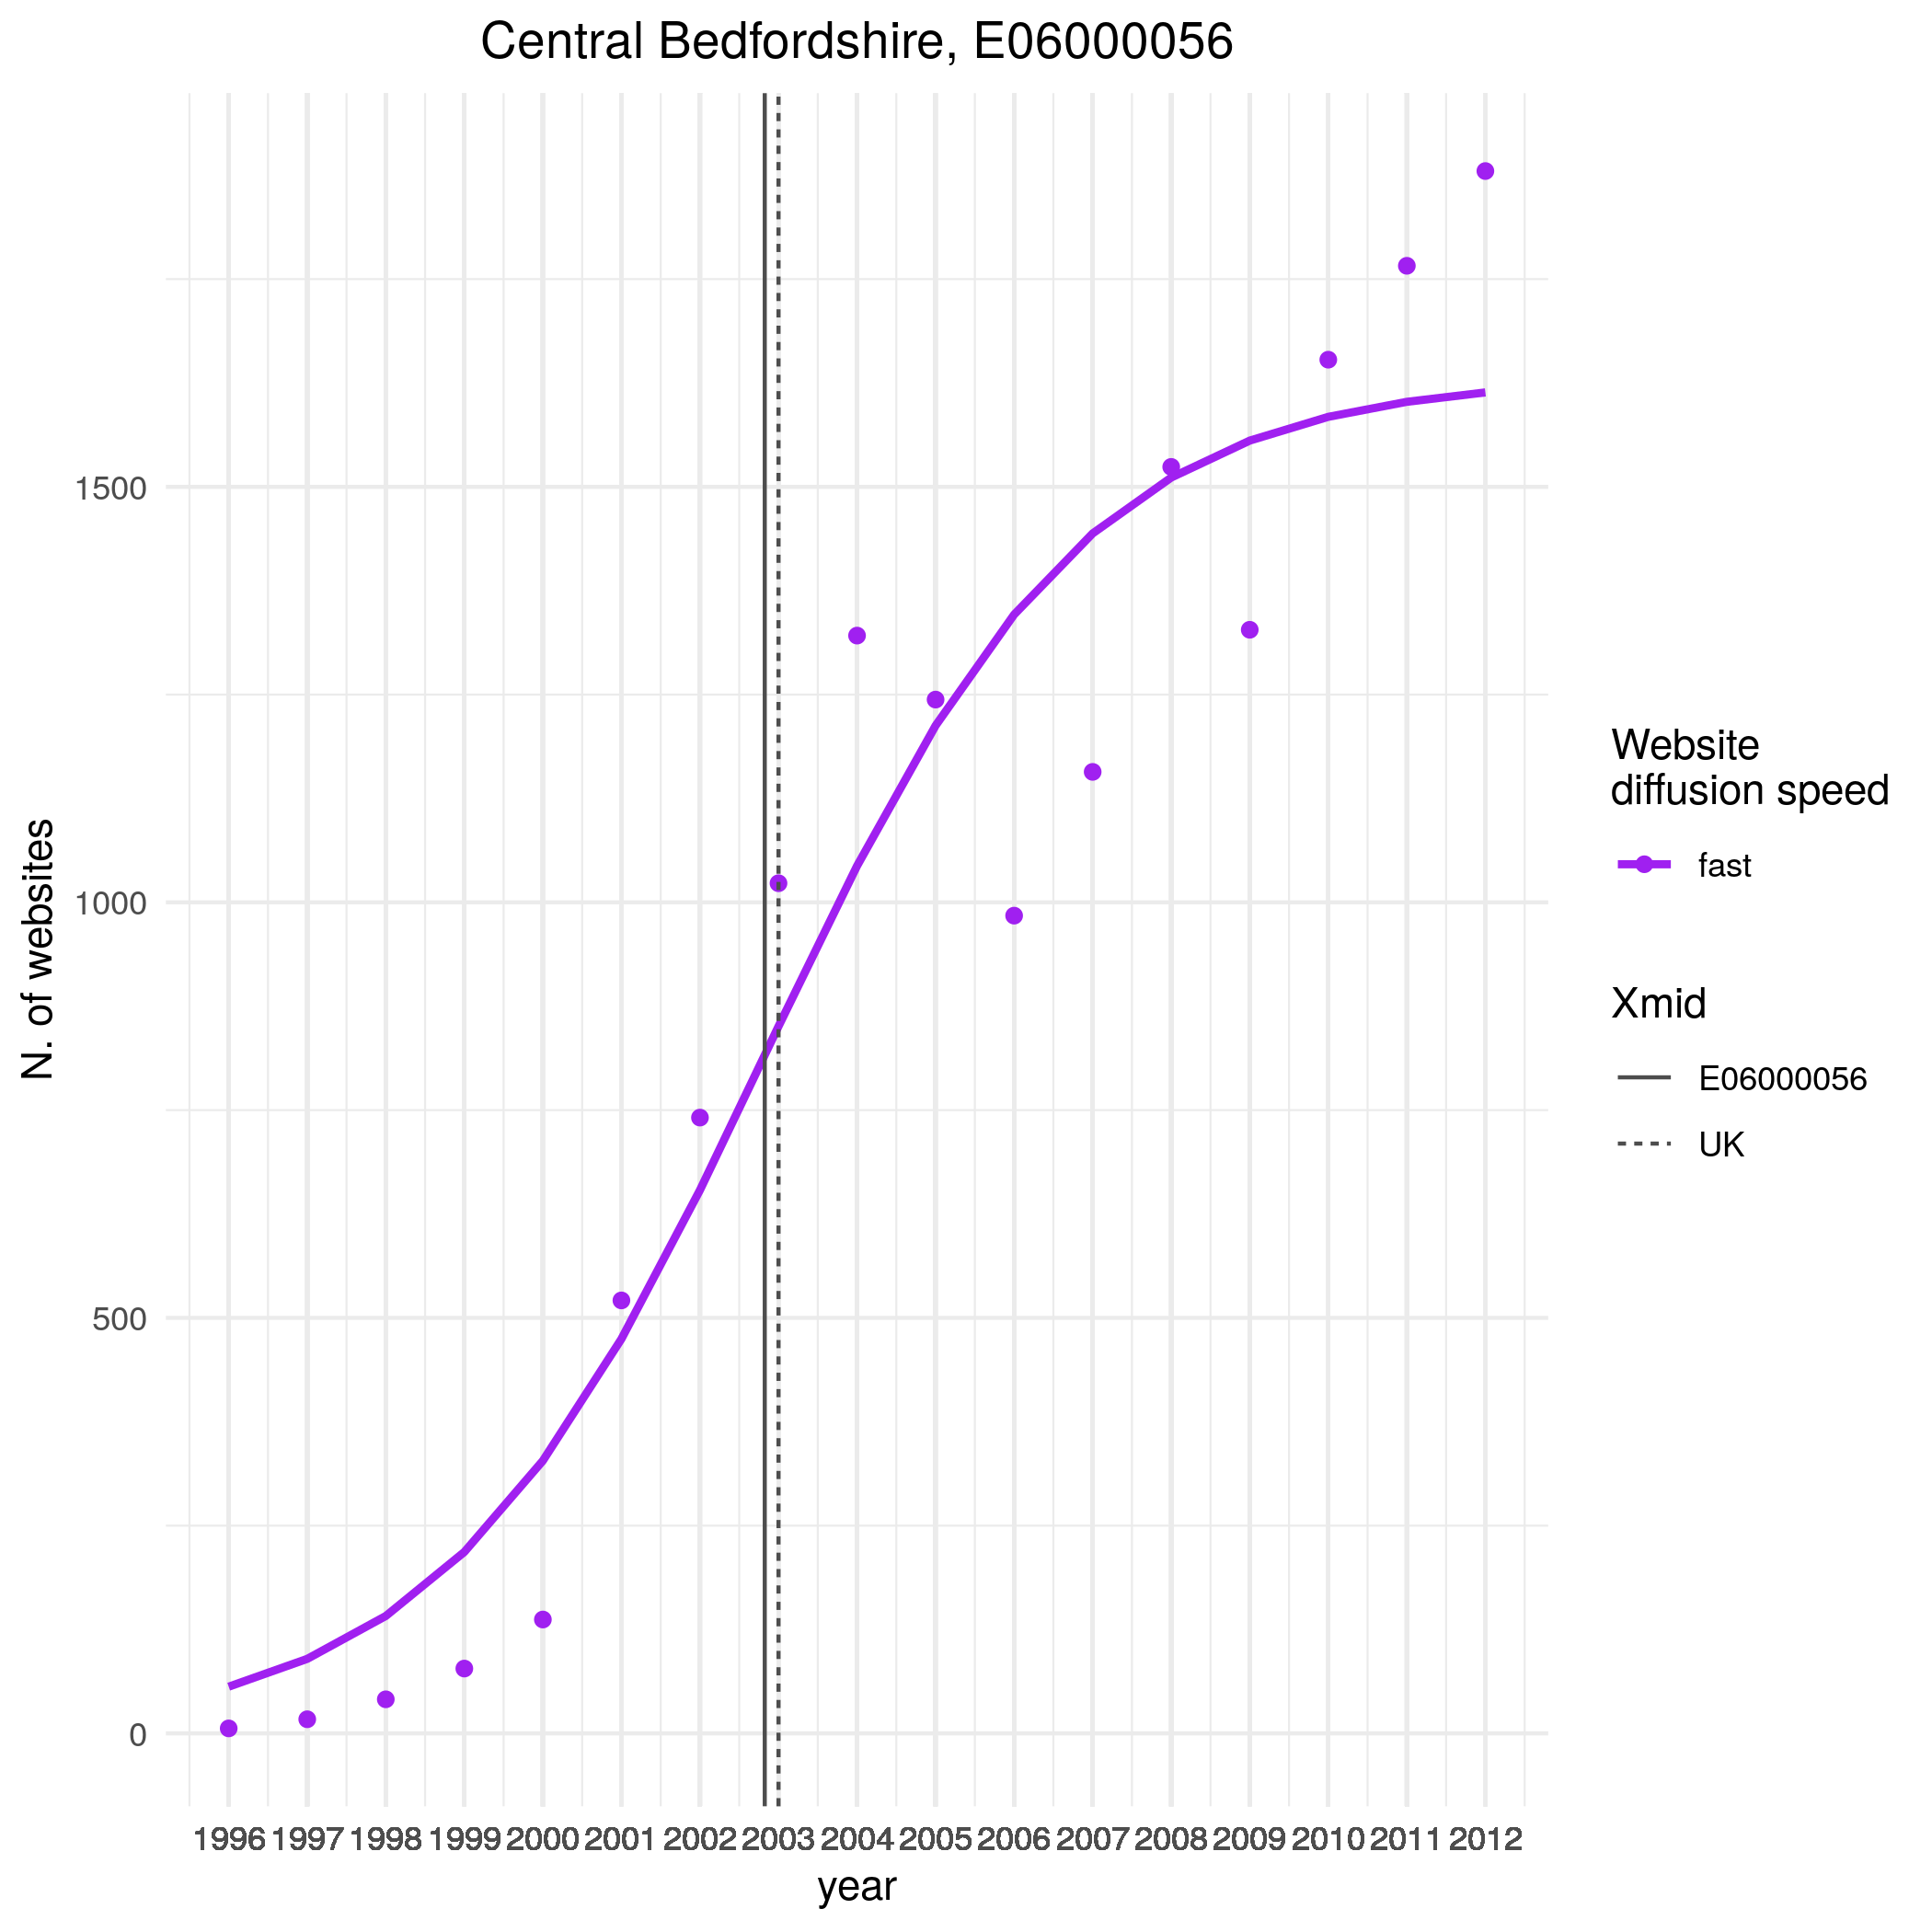 Central Bedfordshire, E06000056
N. of websites
1500
1000
500
0
1996 1997 1998 1999 2000 2001 2002 2003 2004 2005 2006 2007 2008 2009 2010 2011 2012
year
Website
diffusion speed
fast
Xmid
E06000056
UK